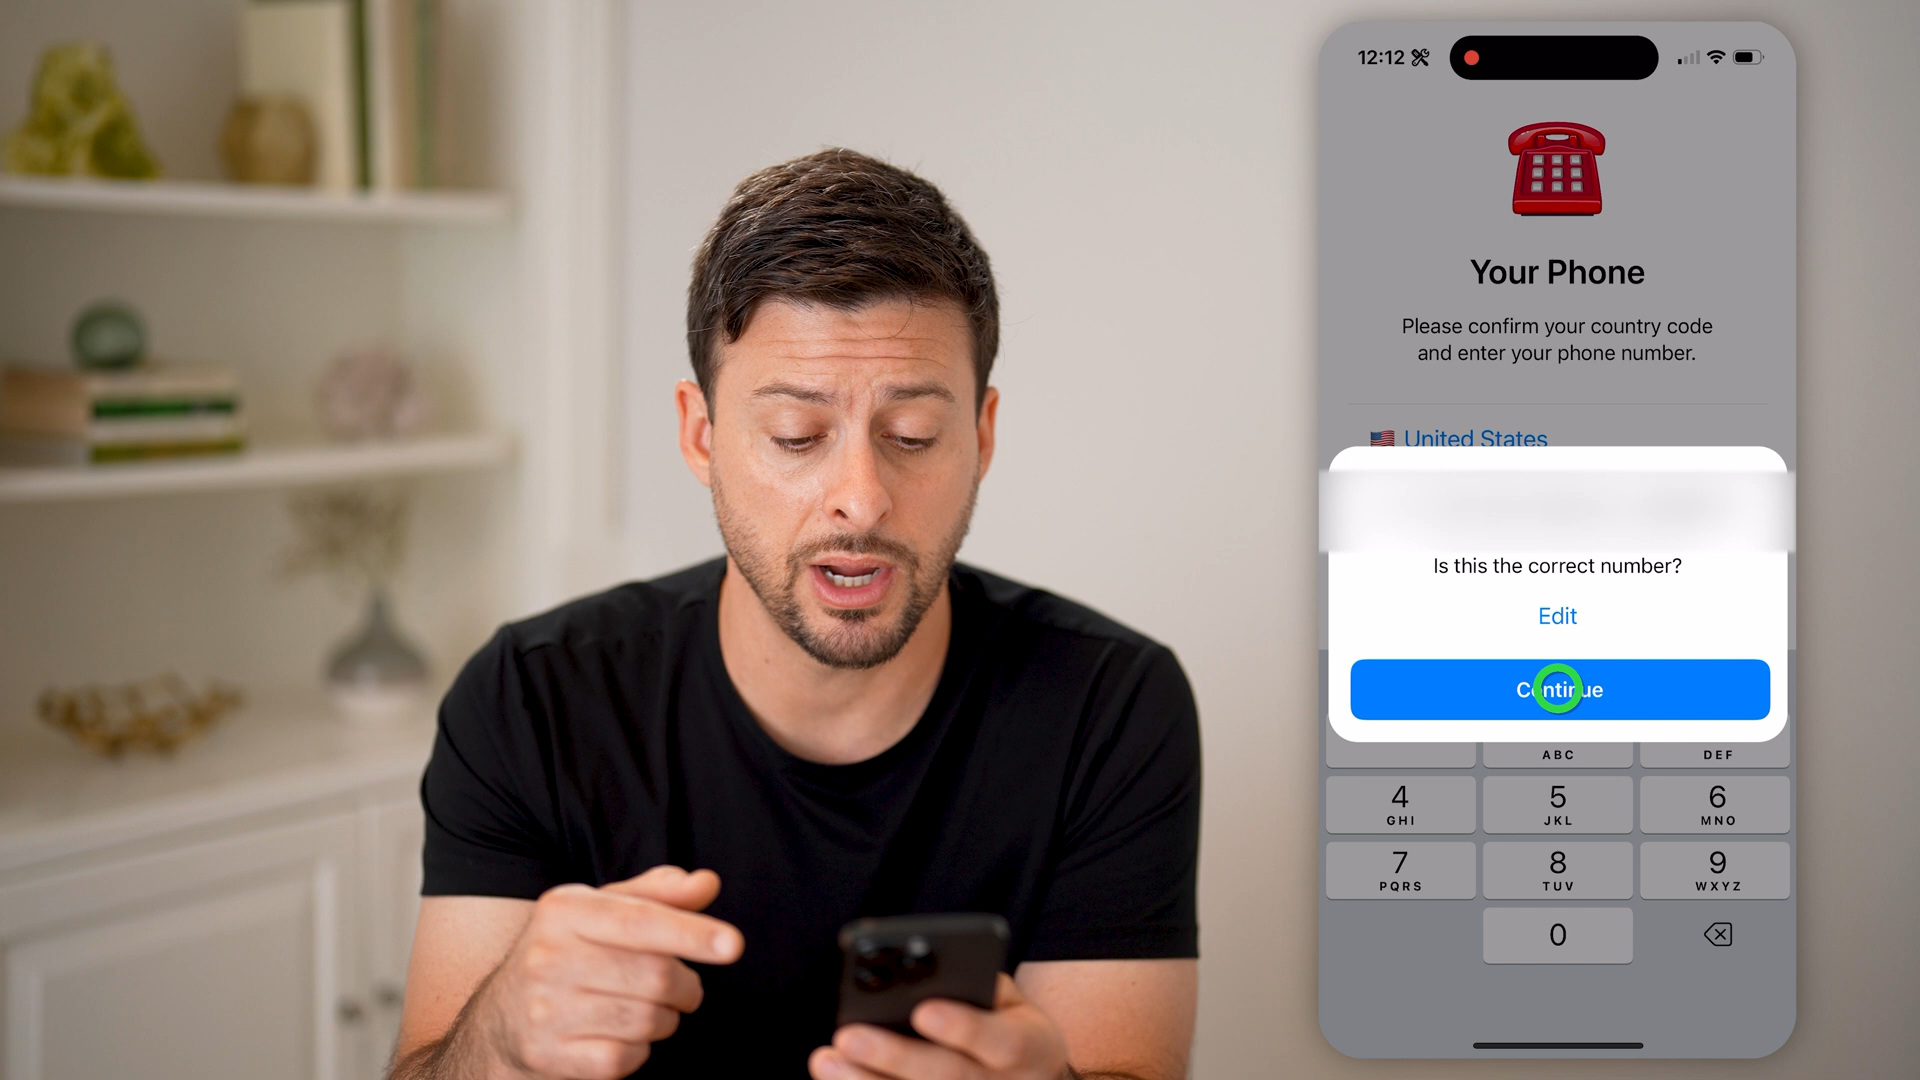 12:12
Your Phone
Please confirm your country code
and enter your phone number.
United States
Is this the correct number?
Edit
Continue
ABC
DEF
4
GHI
5
JKL
6
MNO
7
PQRS
8
TUV
9
WXYZ
0